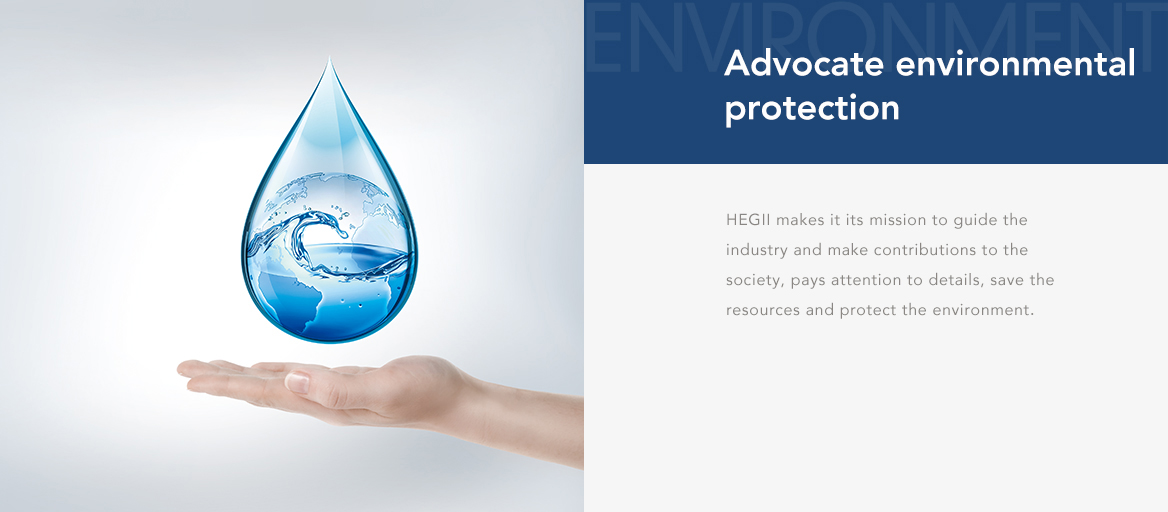 ENVIRONMENT
Advocate environmental
protection
HEGII makes it its mission to guide the
industry and make contributions to the
society, pays attention to details, save the
resources and protect the environment.